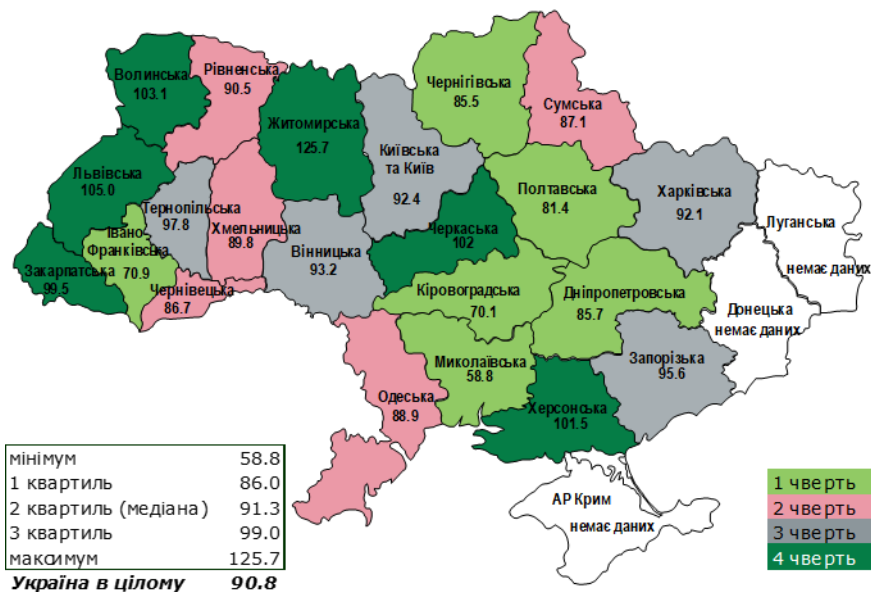 Волинська
103.1
Рівненська
90.5
Житомирська
125.7
Київська
та Київ
92.4
Чернігівська
85.5
Сумська
87.1
Львівська
105.0
Тернопільська
97.8
Хмельницька
89.8
Івано-
Франківська
70.9
Закарпатська
99.5
Чернівецька
86.7
Вінницька
93.2
Черкаська
102
Полтавська
81.4
Харківська
92.1
Луганська
немає даних
Донецька
немає даних
Кіровоградська
70.1
Дніпропетровська
85.7
Запорізька
95.6
Миколаївська
58.8
Одеська
88.9
Херсонська
101.5
АР Крим
немає даних
мінімум 58.8
1 квартиль 86.0
2 квартиль (медіана) 91.3
3 квартиль 99.0
максимум 125.7
Україна в цілому 90.8
1 чверть
2 чверть
3 чверть
4 чверть